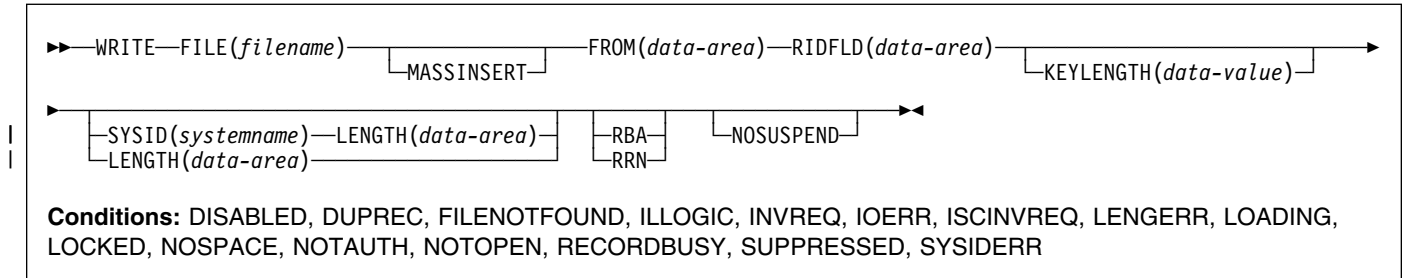 ►►──WRITE──FILE(filename)──┬────────────┬──FROM(data-area)──RIDFLD(data-area)──┬───────────────────────┬──►
└─MASSINSERT─┘ └─KEYLENGTH(data-value)─┘
►──┬──────────────────────────────────────┬──┬─────┬──┬───────────┬──►◄
| ├─SYSID(systemname)──LENGTH(data-area)─┤ ├─RBA─┤ └─NOSUSPEND─┘
| └─LENGTH(data-area)────────────────────┘ └─RRN─┘
Conditions: DISABLED, DUPREC, FILENOTFOUND, ILLOGIC, INVREQ, IOERR, ISCINVREQ, LENGERR, LOADING,
LOCKED, NOSPACE, NOTAUTH, NOTOPEN, RECORDBUSY, SUPPRESSED, SYSIDERR